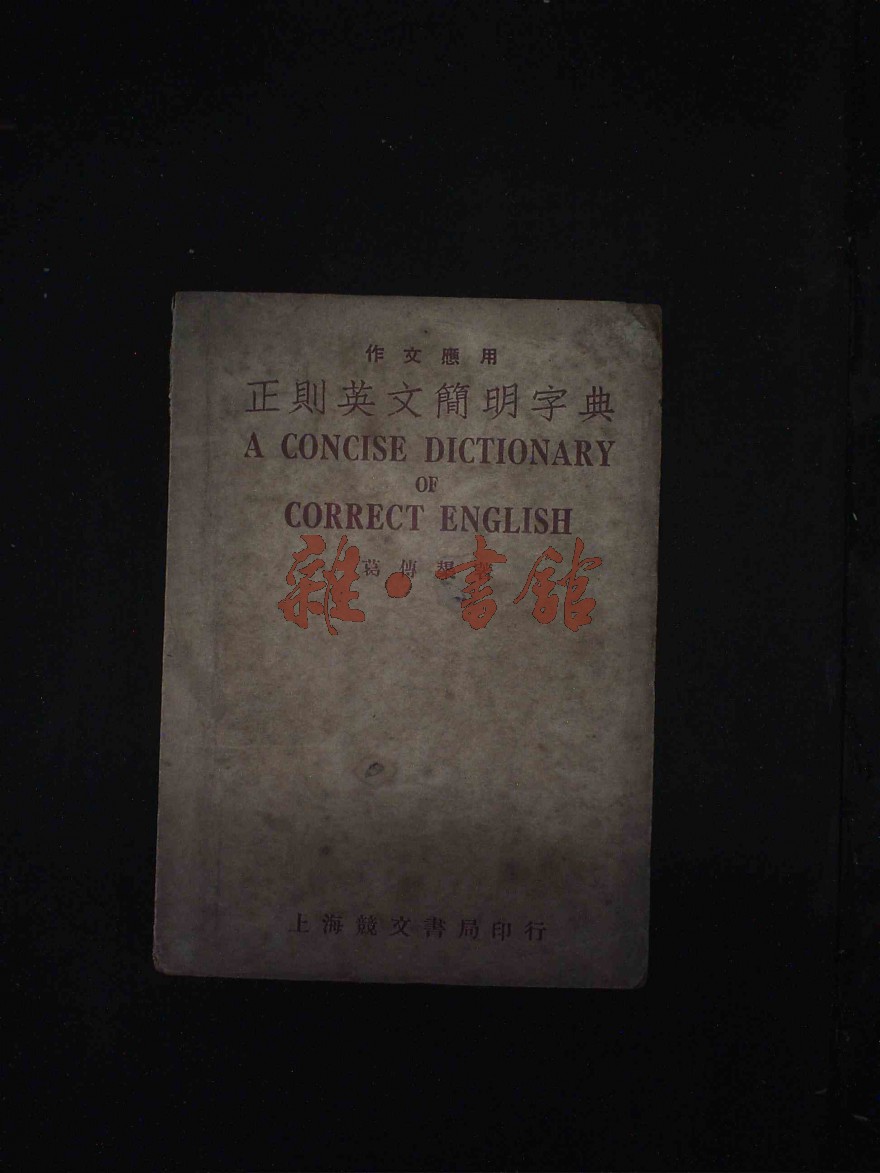 作文應用
正則英文簡明字典
A CONCISE DICTIONARY
OF
CORRECT ENGLISH
葛傳槼著
雜·書館
上海競文書局印行